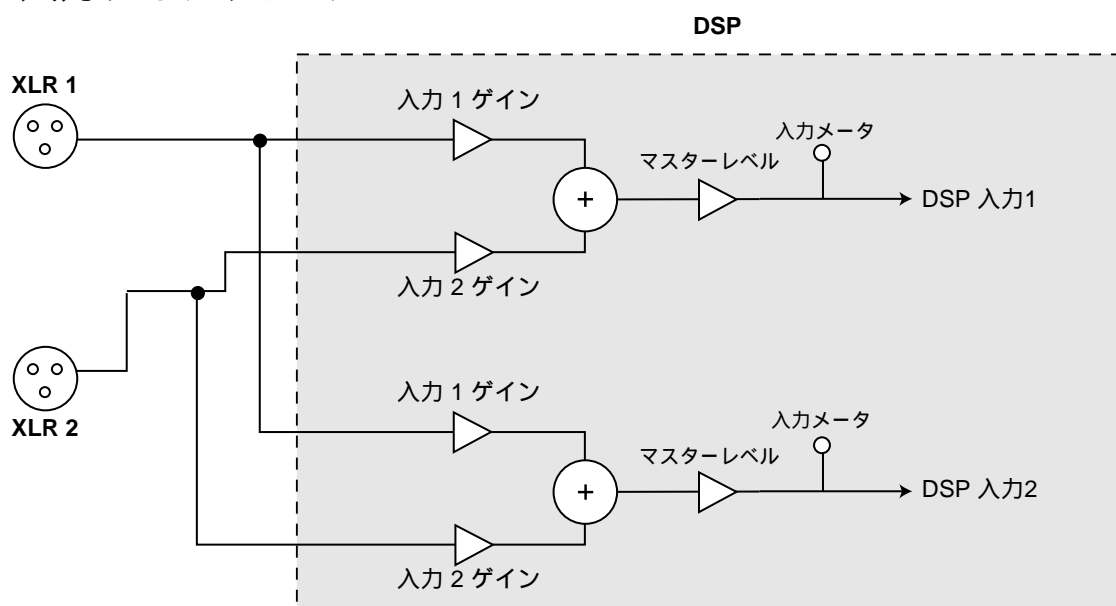 DSP
XLR 1
入力 1 ゲイン
入力メータ
マスターレベル
DSP 入力1
入力 2 ゲイン
XLR 2
入力 1 ゲイン
入力メータ
マスターレベル
DSP 入力2
入力 2 ゲイン